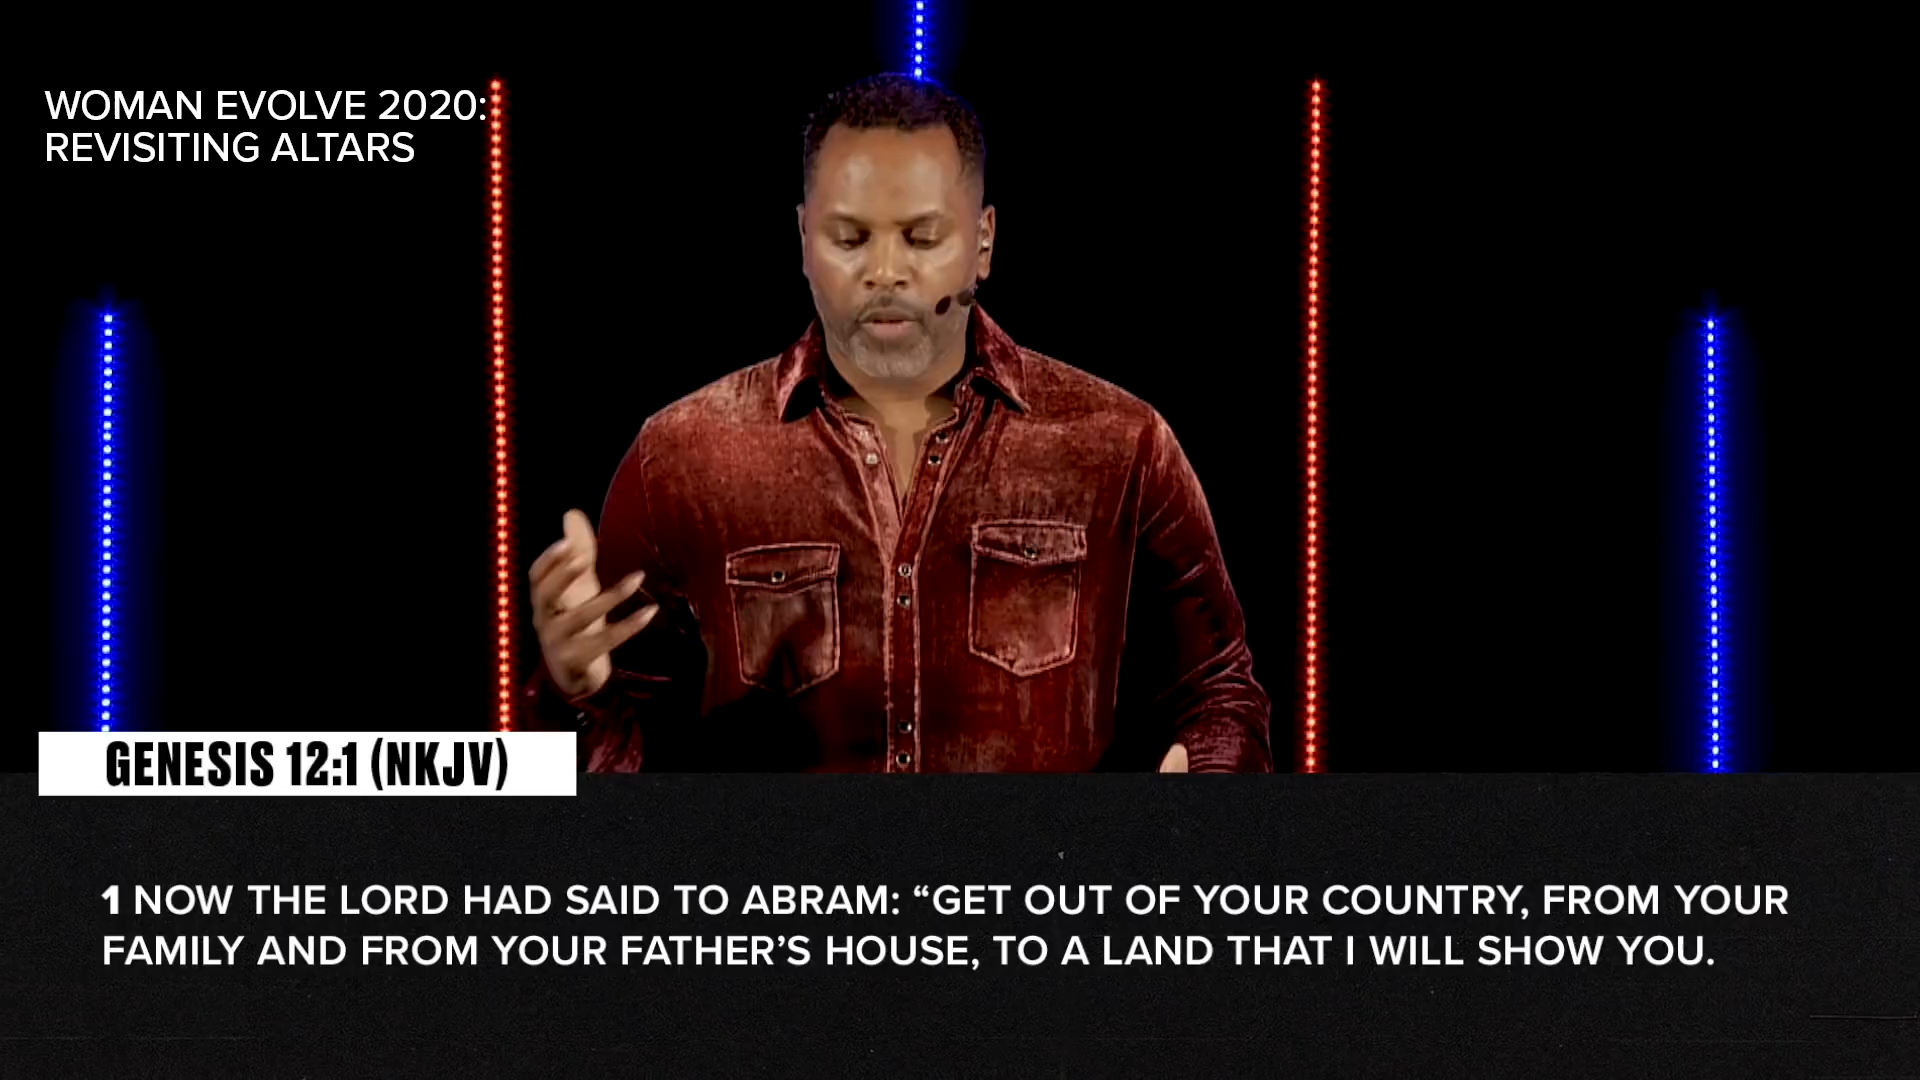 WOMAN EVOLVE 2020:
REVISITING ALTARS
GENESIS 12:1 (NKJV)
1 NOW THE LORD HAD SAID TO ABRAM: “GET OUT OF YOUR COUNTRY, FROM YOUR
FAMILY AND FROM YOUR FATHER’S HOUSE, TO A LAND THAT I WILL SHOW YOU.